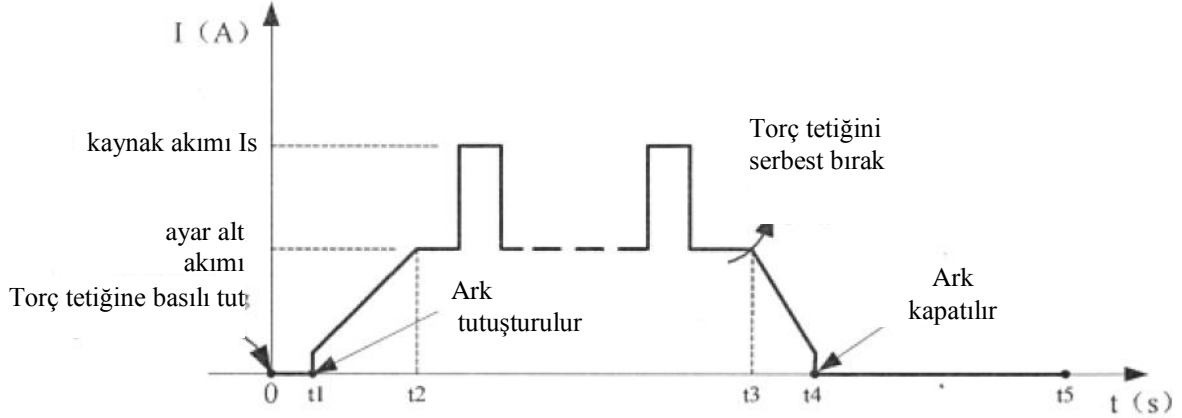 I (A)
kaynak akımı Is
Torç tetiğini
serbest bırak
ayar alt
akımı
Torç tetiğine basılı tut
Ark
tutuşturulur
Ark
kapatılır
0 t1 t2 t3 t4 t5
t (s)